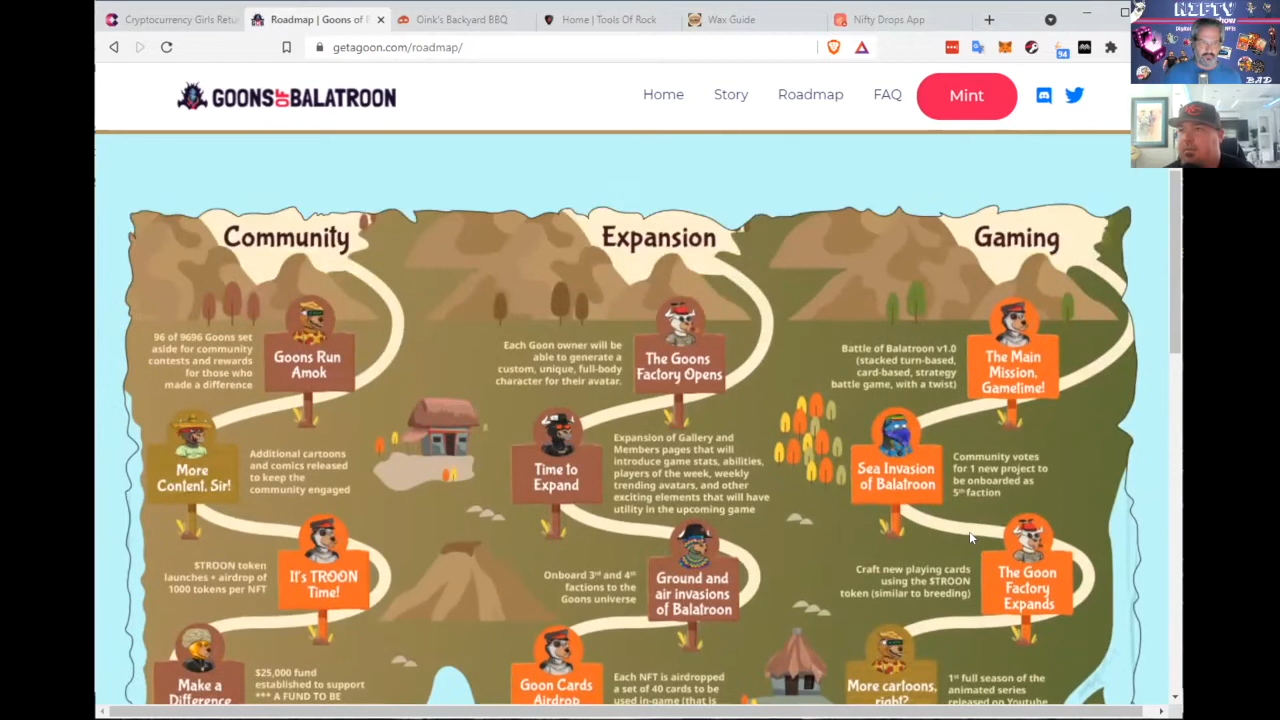 Cryptocurrency Girls Retu
Roadmap | Goons of F
Oink's Backyard BBQ
Home | Tools Of Rock
Wax Guide
Nifty Drops App
getagoon.com/roadmap/
94
NIFTY
Show
BAD
GOONS OF BALATROON
Home
Story
Roadmap
FAQ
Mint
Community
Expansion
Gaming
96 of 9696 Goons set
aside for community
contests and rewards
for those who
made a difference
Goons Run
Amok
Additional cartoons
and comics released
to keep the
community engaged
More
Content, Sir!
$TROON token
launches + airdrop of
1000 tokens per NFT
It's TROON
Time!
Make a
Difference
$25,000 fund
established to support
*** A FUND TO BE
Each Goon owner will be
able to generate a
custom, unique, full-body
character for their avatar.
The Goons
Factory Opens
Time to
Expand
Expansion of Gallery and
Members pages that will
introduce game stats, abilities,
players of the week, weekly
trending avatars, and other
exciting elements that will have
utility in the upcoming game
Onboard 3rd and 4th
factions to the
Goons universe
Ground and
air invasions
of Balatroon
Goon Cards
Airdrop
Each NFT is airdropped
a set of 40 cards to be
used in-game (that is
Battle of Balatroon v1.0
(stacked turn-based,
card-based, strategy
battle game, with a twist)
The Main
Mission,
Gametime!
Sea Invasion
of Balatroon
Community votes
for 1 new project to
be onboarded as
5th faction
Craft new playing cards
using the $TROON
token (similar to breeding)
The Goon
Factory
Expands
More cartoons,
right?
1st full season of the
animated series
released on Youtube